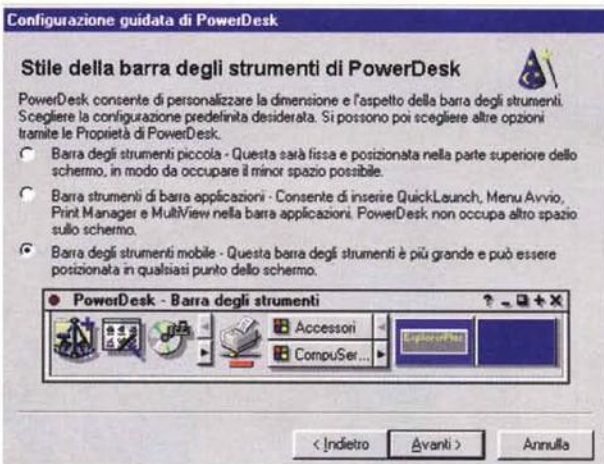 Configurazione guidata di PowerDesk
Stile della barra degli strumenti di PowerDesk
PowerDesk consente di personalizzare la dimensione e l'aspetto della barra degli strumenti.
Scegliere la configurazione predefinita desiderata. Si possono poi scegliere altre opzioni
tramite le Proprietà di PowerDesk.
Barra degli strumenti piccola - Questa sarà fissa e posizionata nella parte superiore dello
schermo, in modo da occupare il minor spazio possibile.
Barra strumenti di barra applicazioni - Consente di inserire QuickLaunch, Menu Avvio,
Print Manager e MultiView nella barra applicazioni. PowerDesk non occupa altro spazio
sullo schermo.
Barra degli strumenti mobile - Questa barra degli strumenti è più grande e può essere
posizionata in qualsiasi punto dello schermo.
PowerDesk - Barra degli strumenti
Accessori
CompuSer...
ExplorerPlus
< Indietro
Avanti >
Annulla